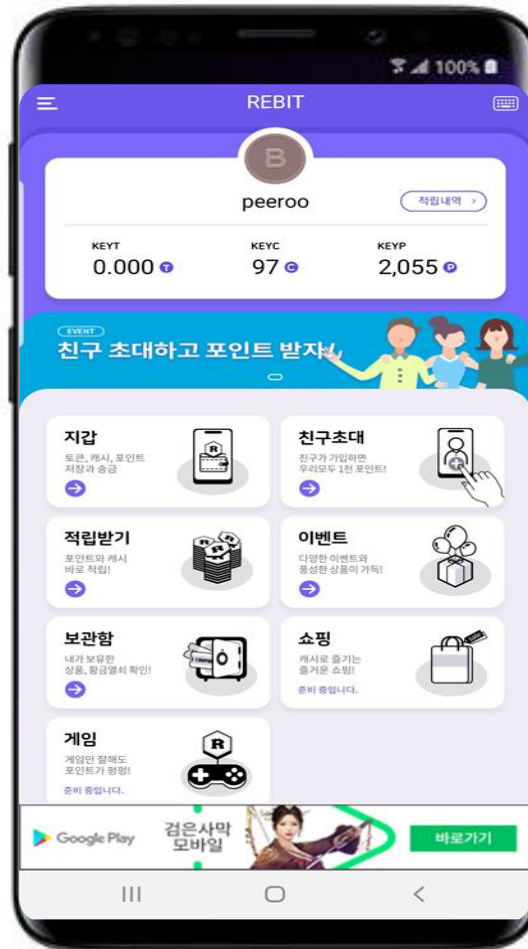 100%
REBIT
B
peeroo
적립내역 >
KEYT
KEYC
KEYP
0.000 T
97 C
2,055 P
EVENT
친구 초대하고 포인트 받자!
지갑
토큰, 캐시, 포인트
저장과 송금
친구초대
친구가 가입하면
우리모두 1천 포인트!
적립받기
포인트와 캐시
바로 적립!
이벤트
다양한 이벤트와
풍성한 상품이 가득!
보관함
내가 보유한
상품, 황금열쇠 확인!
COUPON
쇼핑
캐시로 즐기는
즐거운 쇼핑!
준비 중입니다.
게임
게임만 잘해도
포인트가 펑펑!
준비 중입니다.
R
Google Play
검은사막
모바일
바로가기